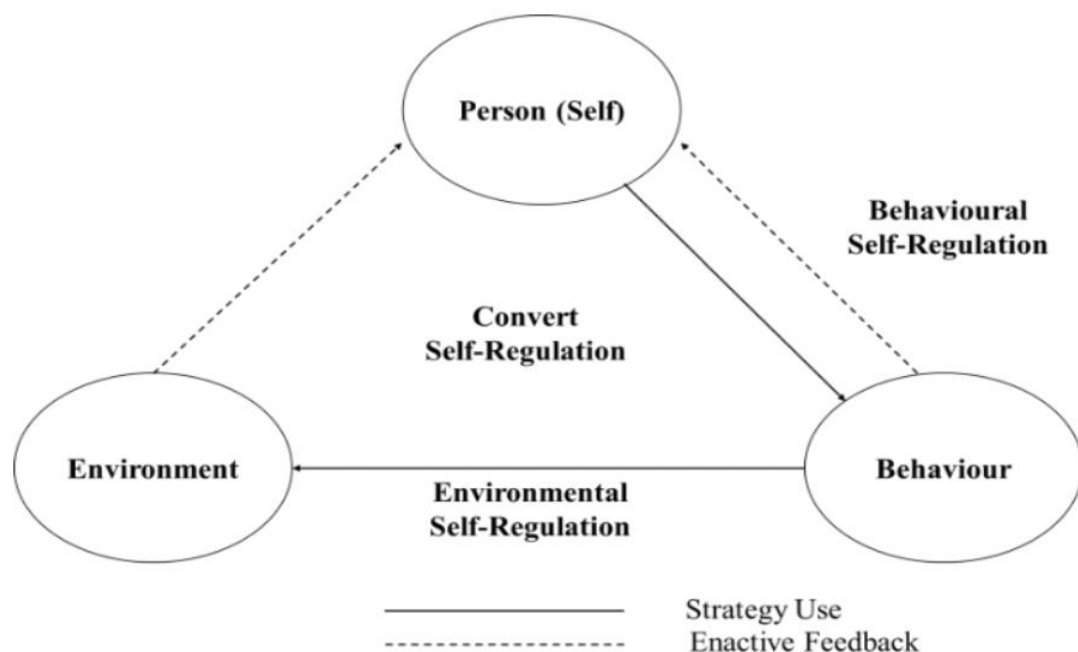 Person (Self)
Behavioural
Self-Regulation
Convert
Self-Regulation
Environment
Behaviour
Environmental
Self-Regulation
Strategy Use
Enactive Feedback